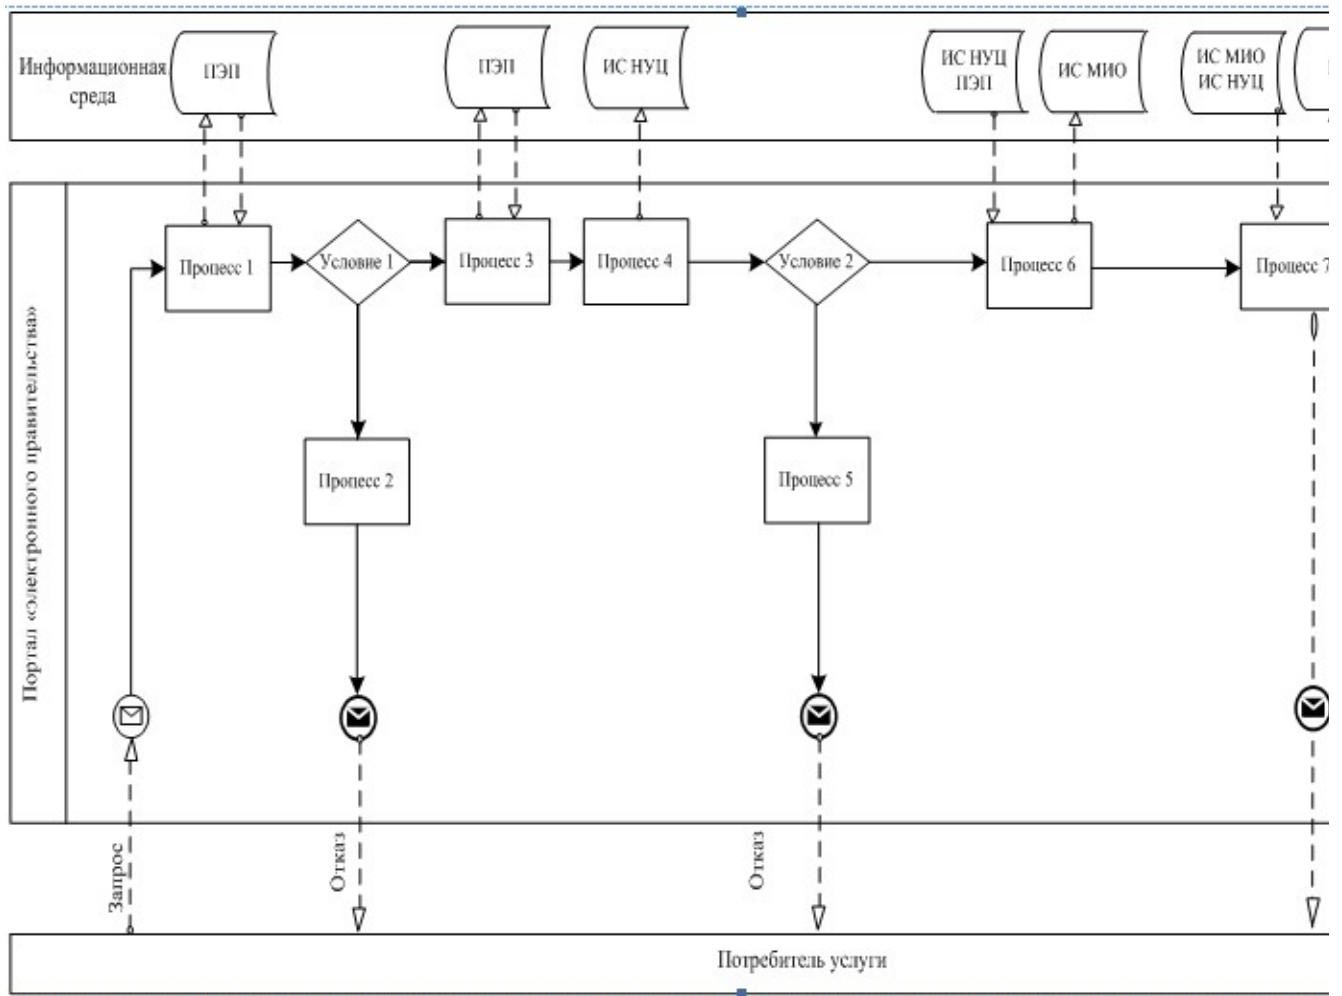 Информационная
среда
ПЭП
ПЭП
ИС НУЦ
ИС НУЦ
ПЭП
ИС МИО
ИС МИО
ИС НУЦ
Портал «электронного правительства»
Процесс 1
Условие 1
Процесс 3
Процесс 4
Условие 2
Процесс 6
Процесс 7
Процесс 2
Процесс 5
Запрос
Отказ
Отказ
Потребитель услуги